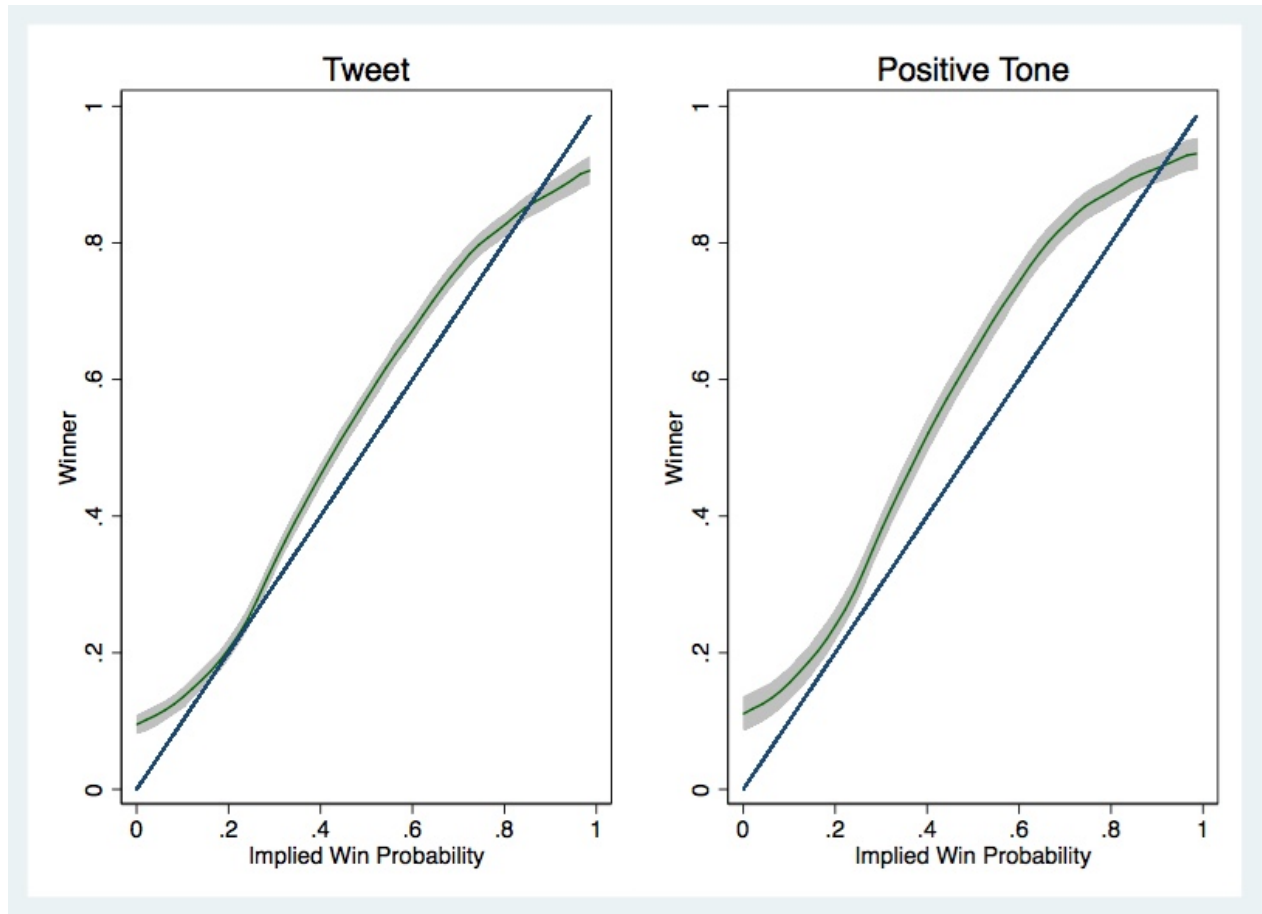 Tweet
1
.8
.6
.4
.2
0
Winner
0 .2 .4 .6 .8 1
Implied Win Probability
Positive Tone
1
.8
.6
.4
.2
0
Winner
0 .2 .4 .6 .8 1
Implied Win Probability